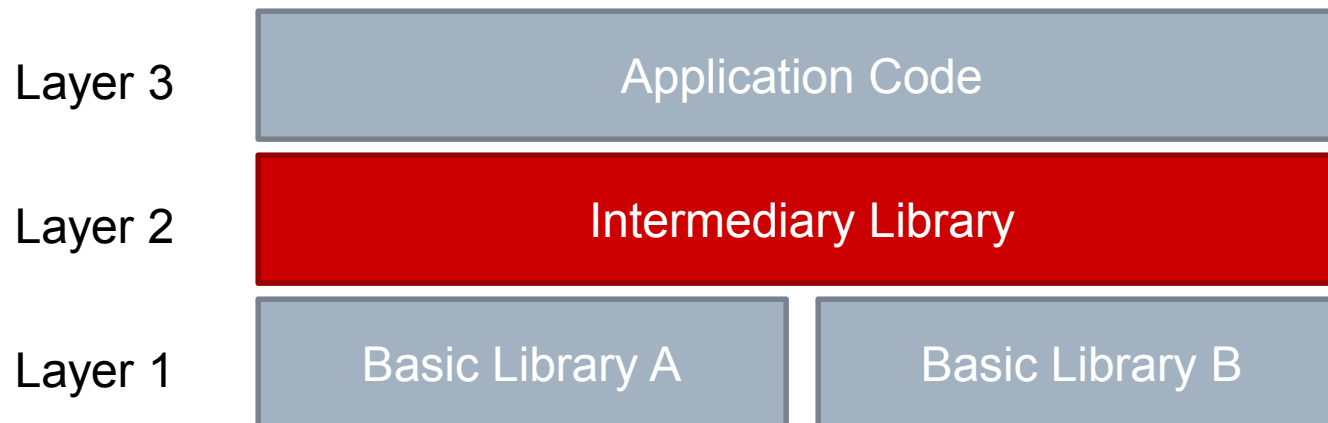 Layer 3
Application Code
Layer 2
Intermediary Library
Layer 1
Basic Library A
Basic Library B